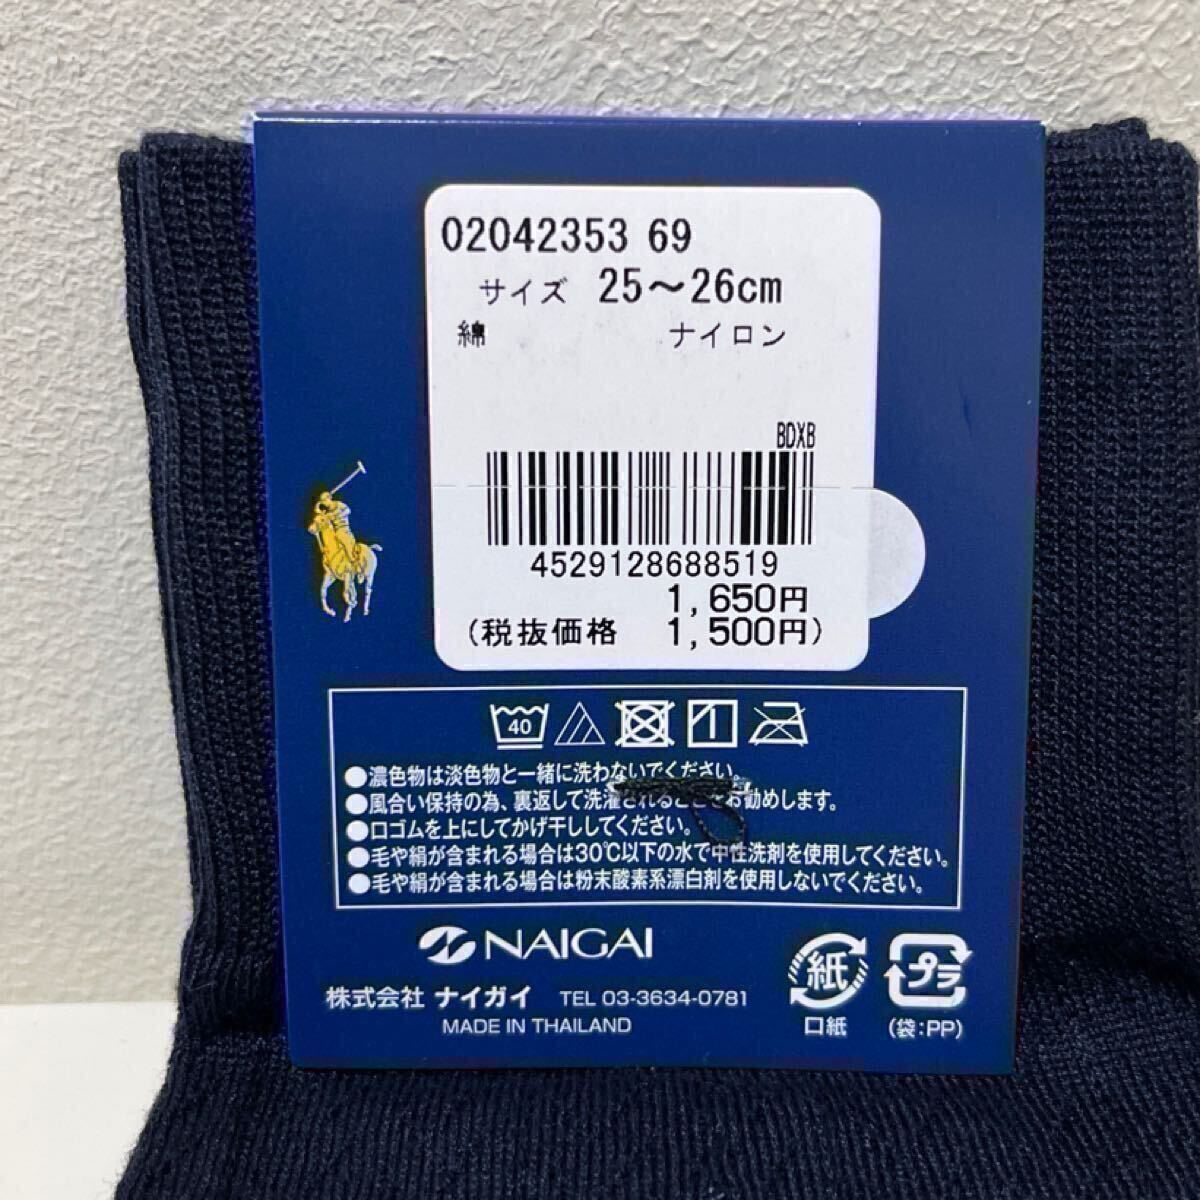 02042353 69
サイズ 25～26cm
綿 ナイロン
BDXB
4529128688519
1,650円
(税抜価格 1,500円)
40
●濃色物は淡色物と一緒に洗わないでください。
●風合い保持の為、裏返して洗濯されることをお勧めします。
●口ゴムを上にしてかげ干ししてください。
●毛や絹が含まれる場合は30℃以下の水で中性洗剤を使用してください。
●毛や絹が含まれる場合は粉末酸素系漂白剤を使用しないでください。
NAIGAI
株式会社 ナイガイ TEL 03-3634-0781
MADE IN THAILAND
紙
口紙
プラ
(袋:PP)